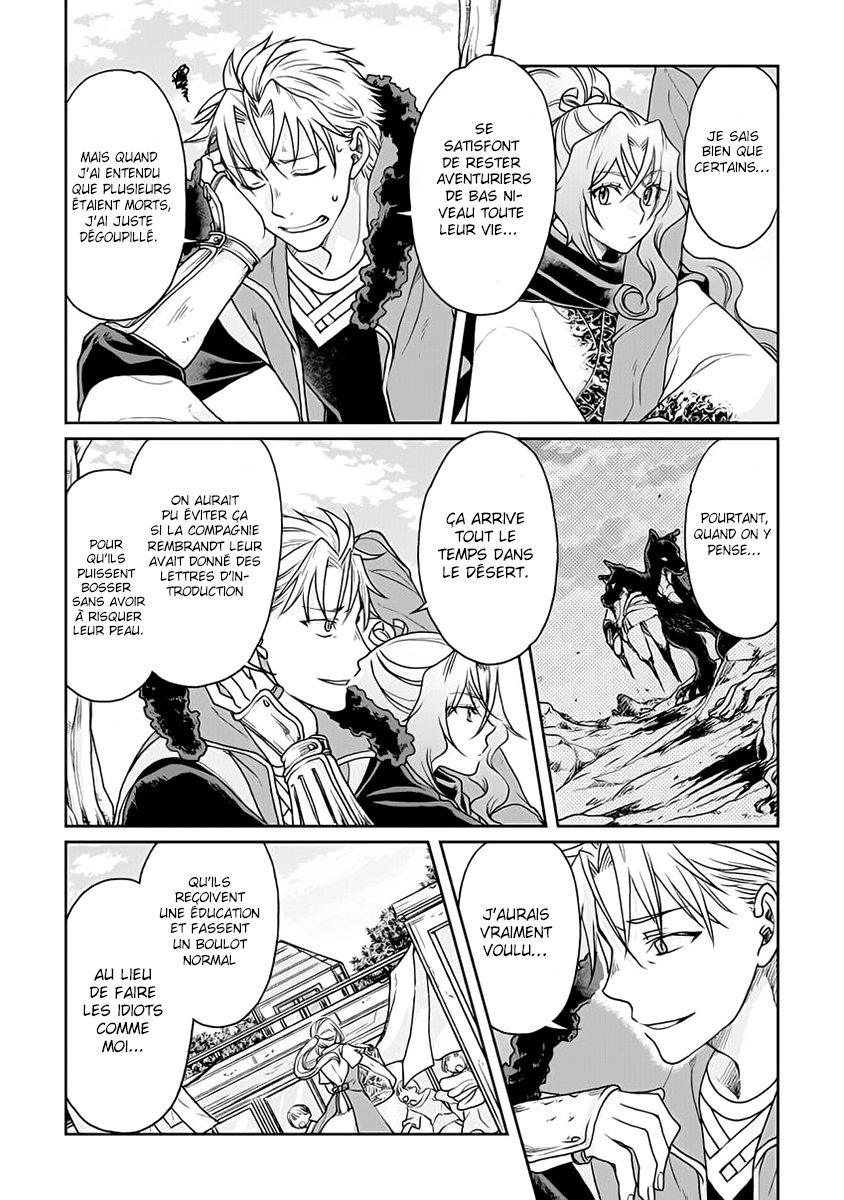 JE SAIS
BIEN QUE
CERTAINS...
SE
SATISFONT
DE RESTER
AVENTURIERS
DE BAS NI-
VEAU TOUTE
LEUR VIE...
MAIS QUAND
J'AI ENTENDU
QUE PLUSIEURS
ÉTAIENT MORTS,
J'AI JUSTE
DÉGOUPILLÉ.
POURTANT,
QUAND ON Y
PENSE...
ÇA ARRIVE
TOUT LE
TEMPS DANS
LE DÉSERT.
ON AURAIT
PU ÉVITER ÇA
SI LA COMPAGNIE
REMBRANDT LEUR
AVAIT DONNÉ DES
LETTRES D'IN-
TRODUCTION
POUR
QU'ILS
PUISSENT
BOSSER
SANS AVOIR
À RISQUER
LEUR PEAU.
J'AURAIS
VRAIMENT
VOULU...
QU'ILS
REÇOIVENT
UNE ÉDUCATION
ET FASSENT
UN BOULOT
NORMAL
AU LIEU
DE FAIRE
LES IDIOTS
COMME
MOI...